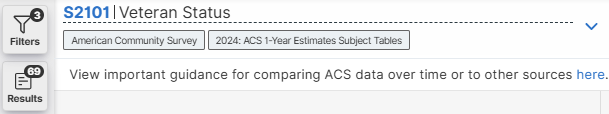 3
Filters
69
Results
S2101 | Veteran Status
American Community Survey
2024: ACS 1-Year Estimates Subject Tables
View important guidance for comparing ACS data over time or to other sources here.